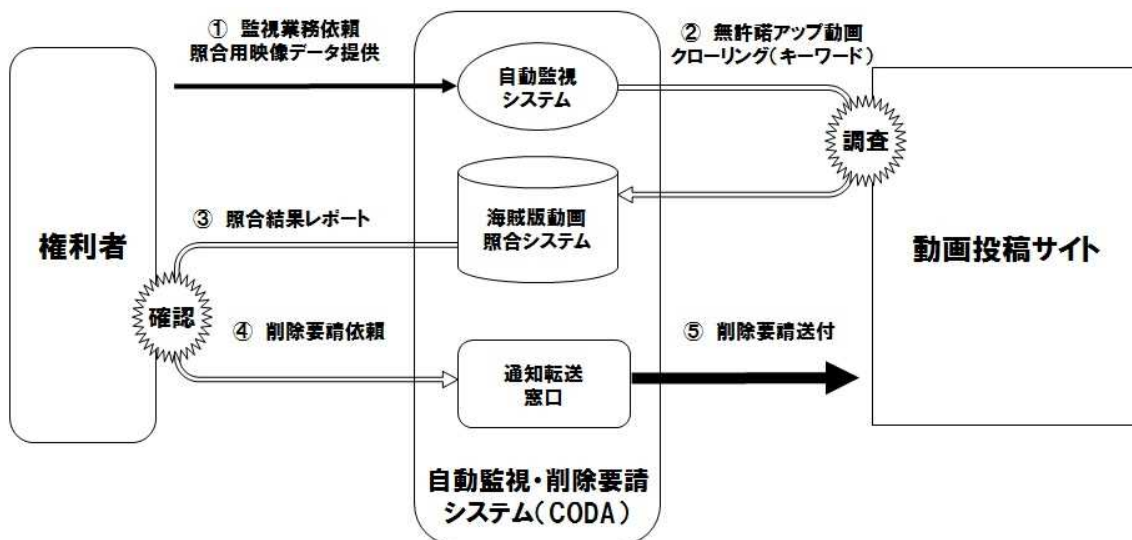 ① 監視業務依頼
照合用映像データ提供
② 無許諾アップ動画
クローリング(キーワード)
自動監視
システム
調査
海賊版動画
照合システム
③ 照合結果レポート
権利者
動画投稿サイト
確認
④ 削除要請依頼
⑤ 削除要請送付
通知転送
窓口
自動監視・削除要請
システム(CODA)